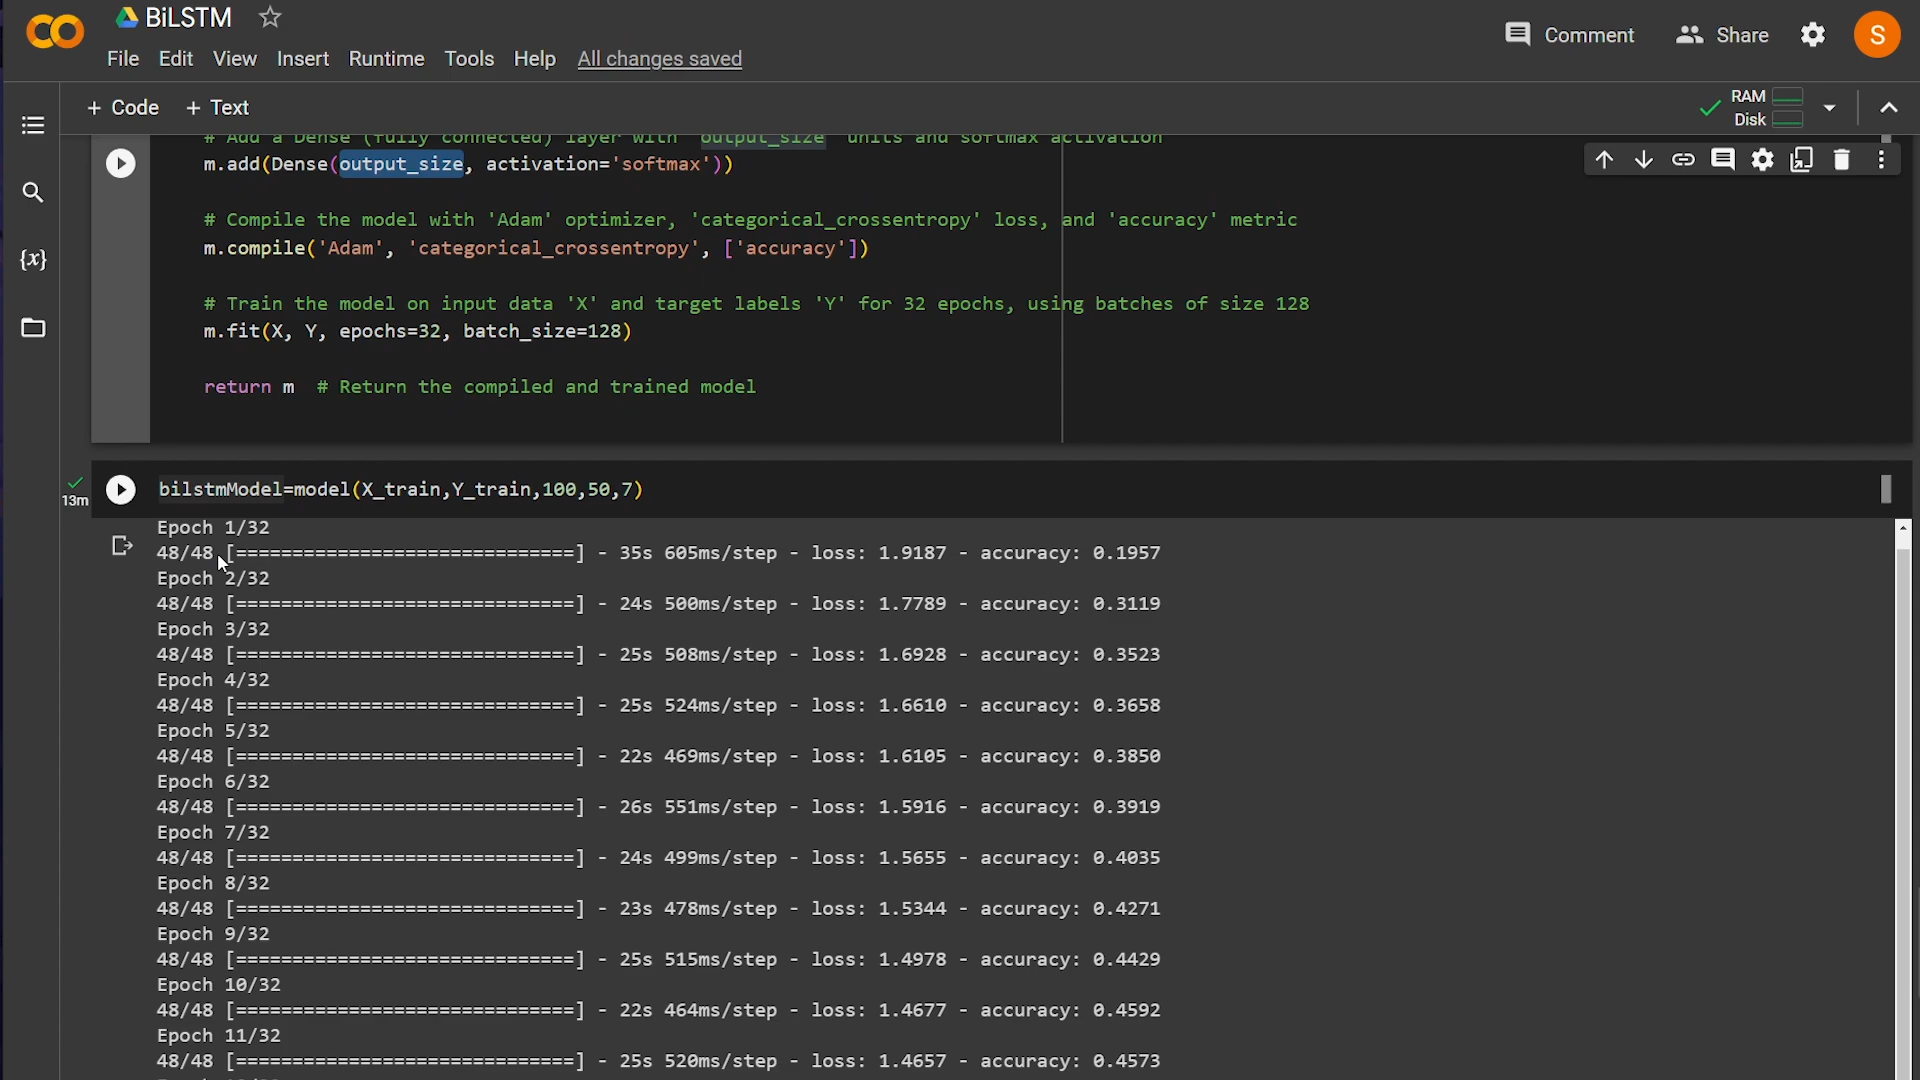 BiLSTM
Comment
Share
S
File Edit View Insert Runtime Tools Help All changes saved
+ Code + Text
RAM
Disk
{x}
# Add a Dense (fully connected) layer with 'output_size' units and softmax activation
m.add(Dense(output_size, activation='softmax'))
# Compile the model with 'Adam' optimizer, 'categorical_crossentropy' loss, and 'accuracy' metric
m.compile('Adam', 'categorical_crossentropy', ['accuracy'])
# Train the model on input data 'X' and target labels 'Y' for 32 epochs, using batches of size 128
m.fit(X, Y, epochs=32, batch_size=128)
return m # Return the compiled and trained model
13m
bilstmModel=model(X_train,Y_train,100,50,7)
Epoch 1/32
48/48 [==============================] - 35s 605ms/step - loss: 1.9187 - accuracy: 0.1957
Epoch 2/32
48/48 [==============================] - 24s 500ms/step - loss: 1.7789 - accuracy: 0.3119
Epoch 3/32
48/48 [==============================] - 25s 508ms/step - loss: 1.6928 - accuracy: 0.3523
Epoch 4/32
48/48 [==============================] - 25s 524ms/step - loss: 1.6610 - accuracy: 0.3658
Epoch 5/32
48/48 [==============================] - 22s 469ms/step - loss: 1.6105 - accuracy: 0.3850
Epoch 6/32
48/48 [==============================] - 26s 551ms/step - loss: 1.5916 - accuracy: 0.3919
Epoch 7/32
48/48 [==============================] - 24s 499ms/step - loss: 1.5655 - accuracy: 0.4035
Epoch 8/32
48/48 [==============================] - 23s 478ms/step - loss: 1.5344 - accuracy: 0.4271
Epoch 9/32
48/48 [==============================] - 25s 515ms/step - loss: 1.4978 - accuracy: 0.4429
Epoch 10/32
48/48 [==============================] - 22s 464ms/step - loss: 1.4677 - accuracy: 0.4592
Epoch 11/32
48/48 [==============================] - 25s 520ms/step - loss: 1.4657 - accuracy: 0.4573